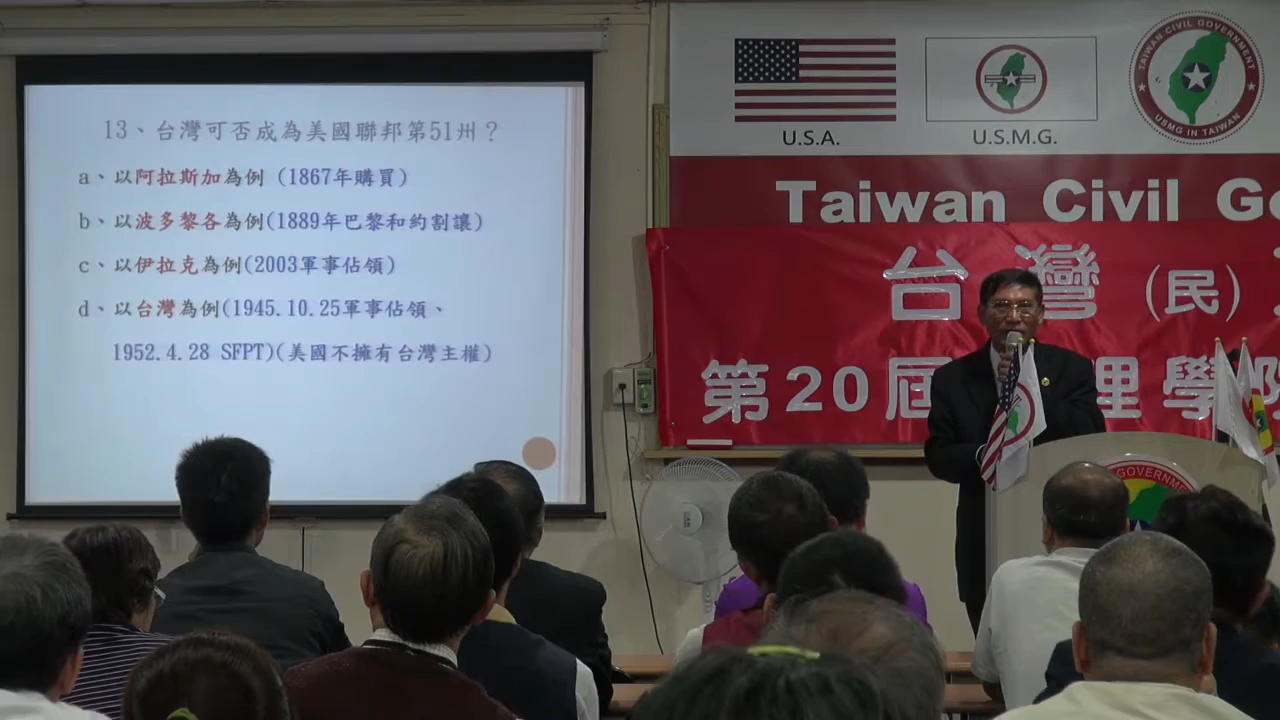 13、台灣可否成為美國聯邦第51州？
a、以阿拉斯加為例 (1867年購買)
b、以波多黎各為例(1889年巴黎和約割讓)
c、以伊拉克為例(2003軍事佔領)
d、以台灣為例(1945.10.25軍事佔領、
1952.4.28 SFPT)(美國不擁有台灣主權)
U.S.A.
U.S.M.G.
TAIWAN CIVIL GOVERNMENT
USMG IN TAIWAN
Taiwan Civil Go
台灣(民)
第20屆 理學院
GOVERNMEN